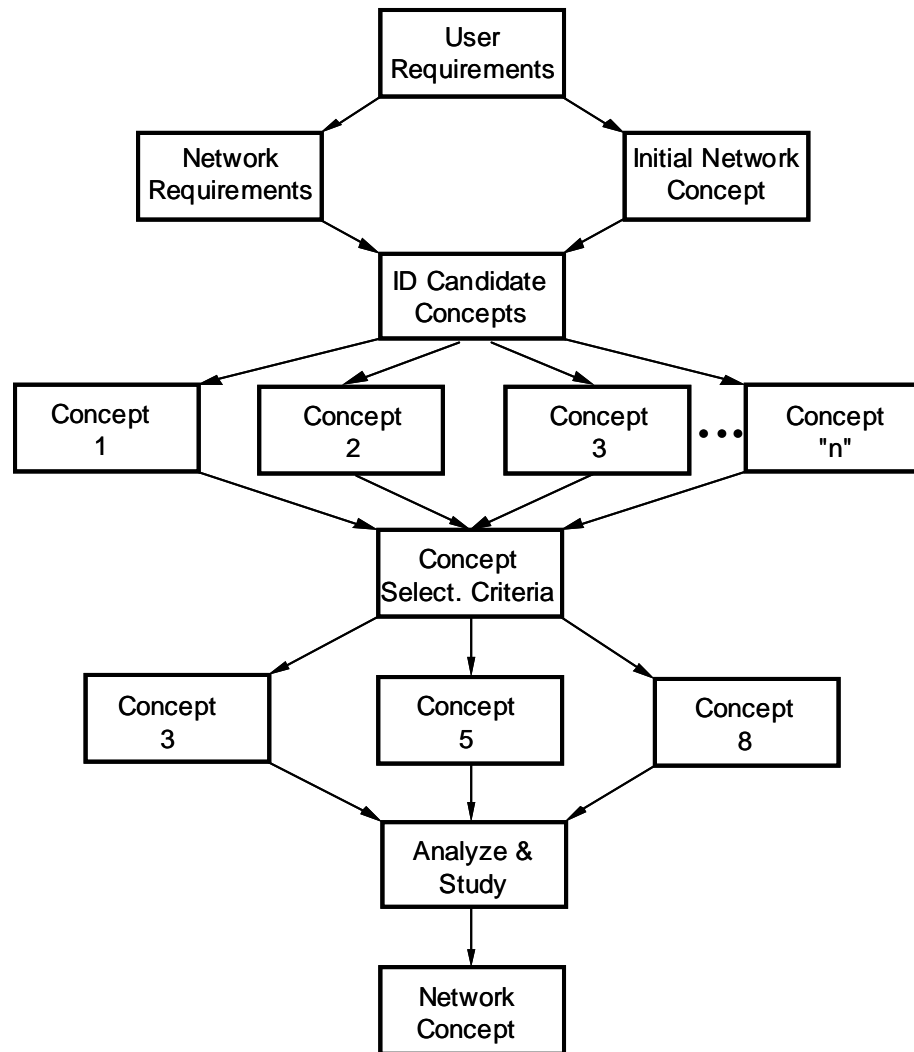 User
Requirements
Network
Requirements
Initial Network
Concept
ID Candidate
Concepts
Concept
1
Concept
2
Concept
3
•••
Concept
"n"
Concept
Select. Criteria
Concept
3
Concept
5
Concept
8
Analyze &
Study
Network
Concept